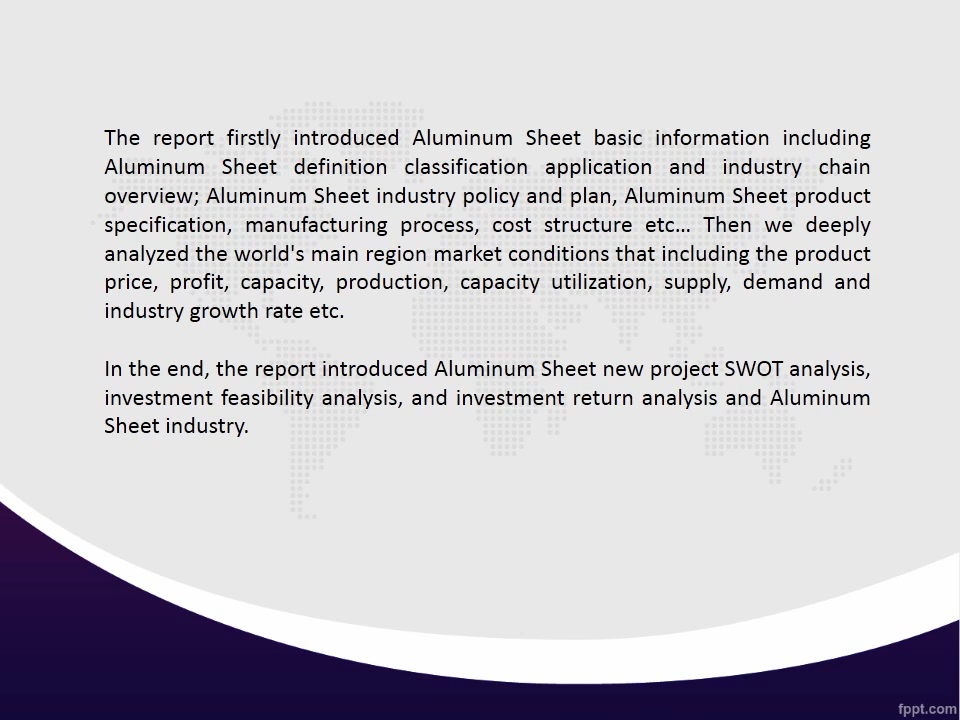 The report firstly introduced Aluminum Sheet basic information including
Aluminum Sheet definition classification application and industry chain
overview; Aluminum Sheet industry policy and plan, Aluminum Sheet product
specification, manufacturing process, cost structure etc... Then we deeply
analyzed the world's main region market conditions that including the product
price, profit, capacity, production, capacity utilization, supply, demand and
industry growth rate etc.
In the end, the report introduced Aluminum Sheet new project SWOT analysis,
investment feasibility analysis, and investment return analysis and Aluminum
Sheet industry.
fppt.com